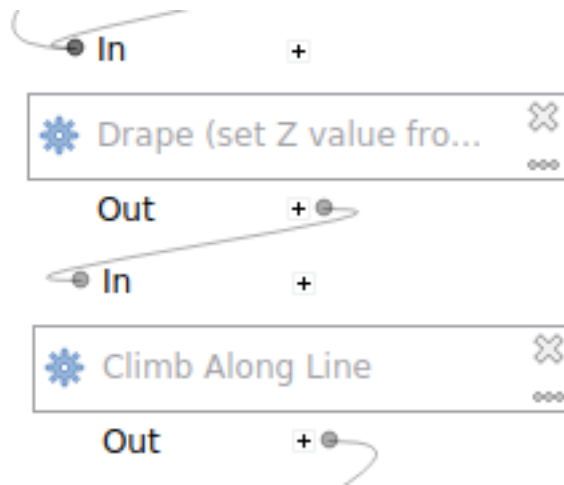 In
Drape (set Z value fro...
Out
In
Climb Along Line
Out